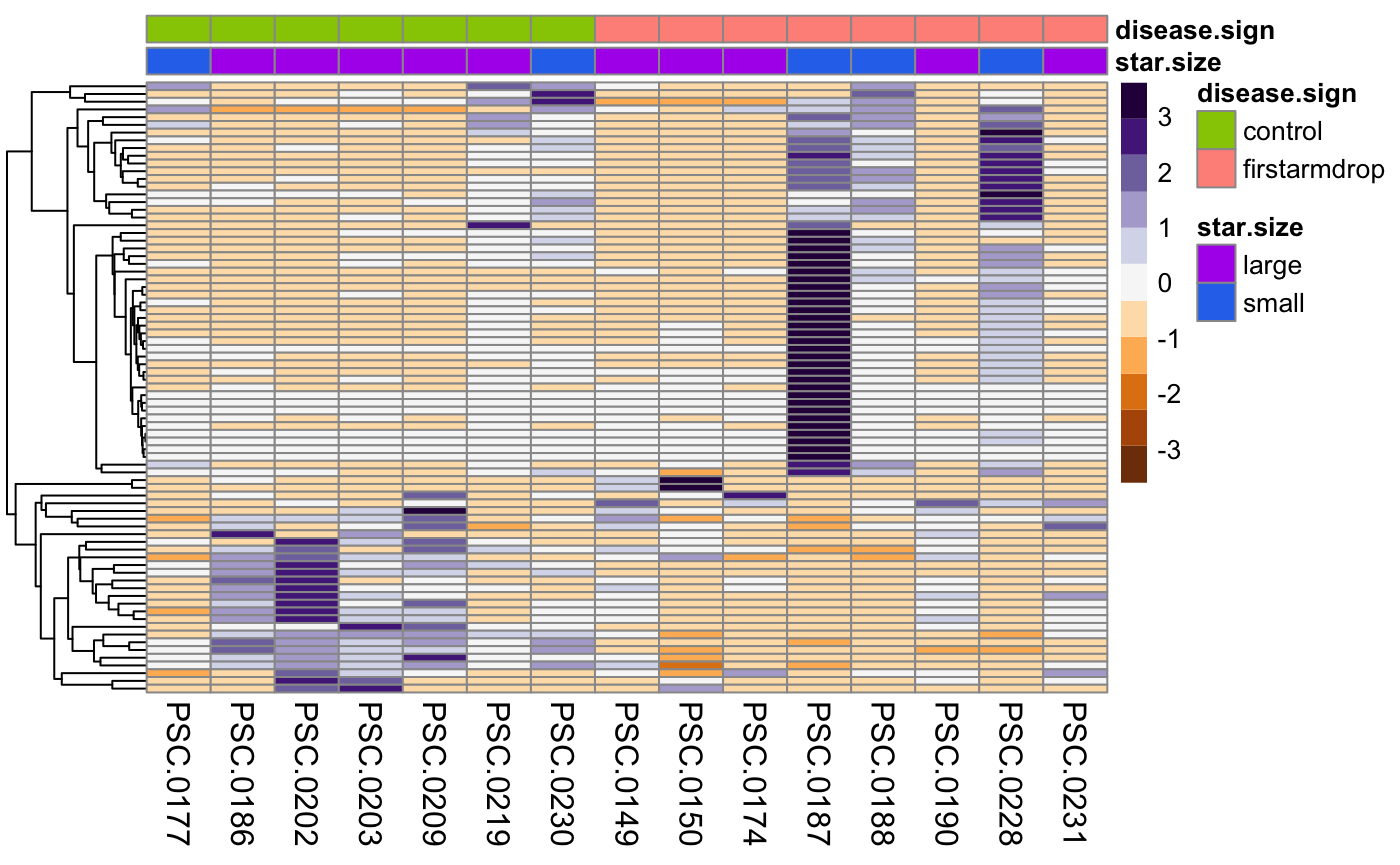 disease.sign
star.size
3
2
1
0
-1
-2
-3
disease.sign
control
firstarmdrop
star.size
large
small
PSC.0177
PSC.0186
PSC.0202
PSC.0203
PSC.0209
PSC.0219
PSC.0230
PSC.0149
PSC.0150
PSC.0174
PSC.0187
PSC.0188
PSC.0190
PSC.0228
PSC.0231